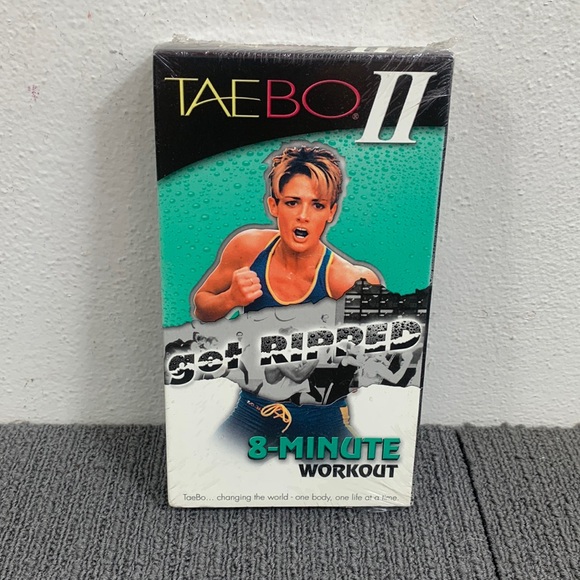 TAEBO® II
get RIPPED
8-MINUTE
WORKOUT
TaeBo... changing the world - one body, one life at a time.